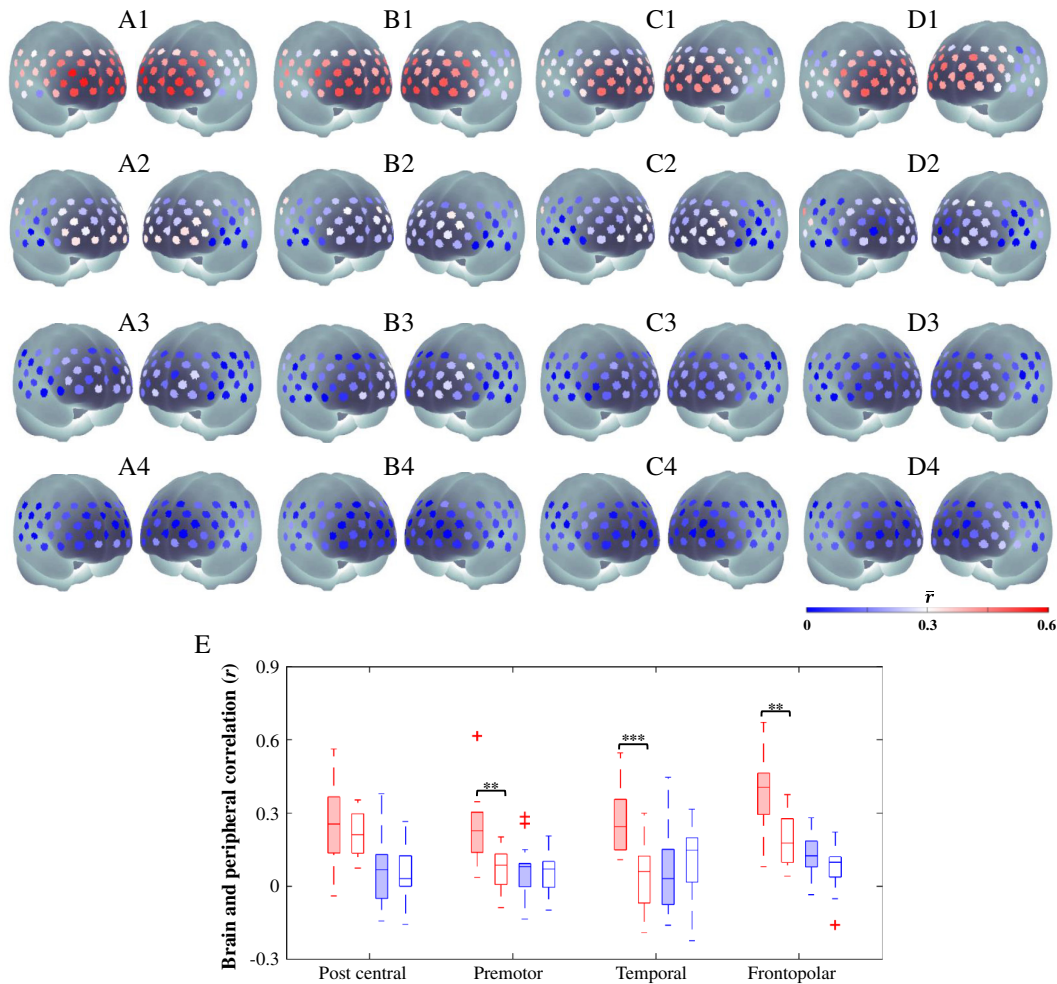 A1 B1 C1 D1
A2 B2 C2 D2
A3 B3 C3 D3
A4 B4 C4 D4
r̄
0 0.3 0.6
E
Brain and peripheral correlation (r)
0.9
0.6
0.3
0
-0.3
** *** **
Post central Premotor Temporal Frontopolar